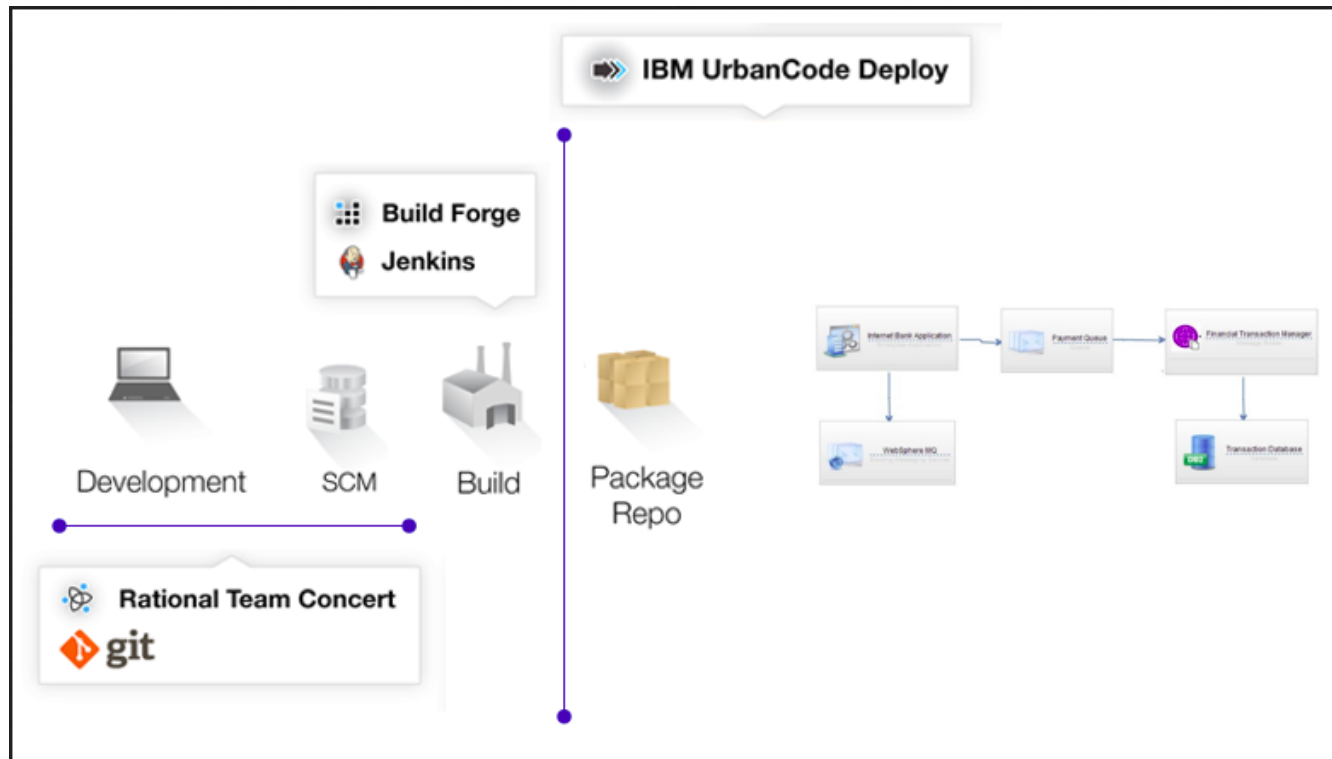 IBM UrbanCode Deploy
Build Forge
Jenkins
Development
SCM
Build
Package
Repo
Rational Team Concert
git
Internet Bank Application
Payment Queue
Financial Transaction Manager
WebSphere MQ
Transaction Database
DB2